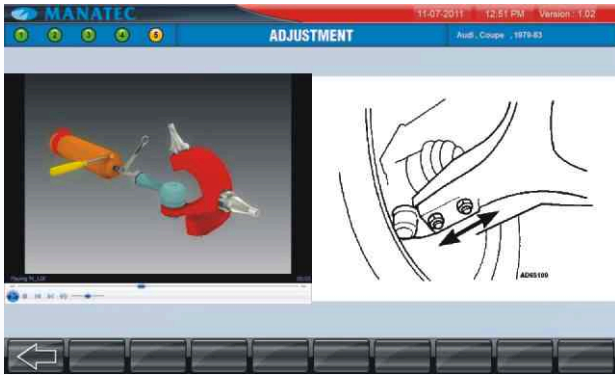 MANATEC
11-07-2011 12.51 PM Version : 1.02
1 2 3 4 5
ADJUSTMENT
Audi , Coupe , 1979-83
AD65100